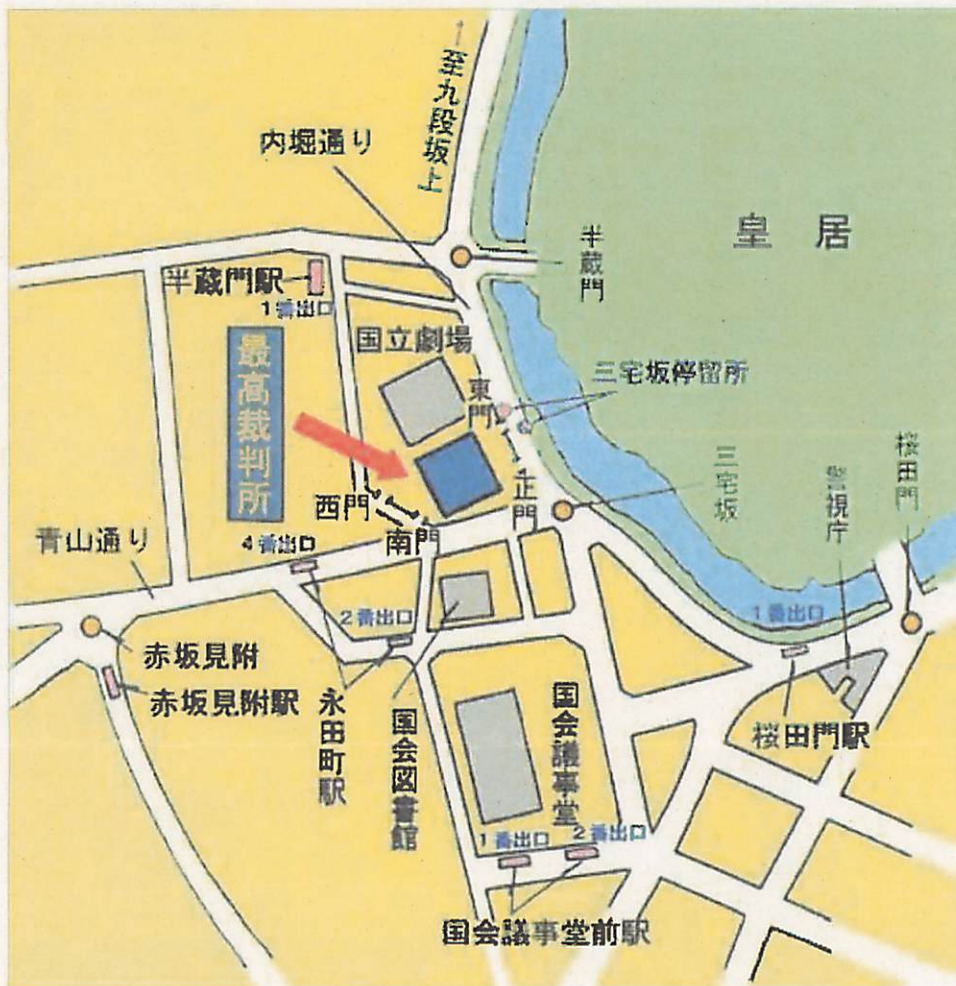 ↑至九段坂上
内堀通り
皇居
半蔵門
半蔵門駅
1番出口
国立劇場
最高裁判所
東門
三宅坂停留所
正門
三宅坂
警視庁
桜田門
西門
南門
青山通り
4番出口
2番出口
1番出口
赤坂見附
赤坂見附駅
永田町駅
国会図書館
国会議事堂
桜田門駅
1番出口
2番出口
国会議事堂前駅